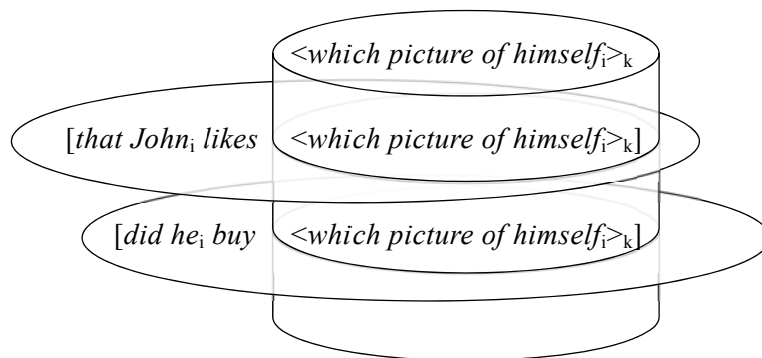 <which picture of himselfᵢ>ₖ
[that Johnᵢ likes <which picture of himselfᵢ>ₖ]
[did heᵢ buy <which picture of himselfᵢ>ₖ]